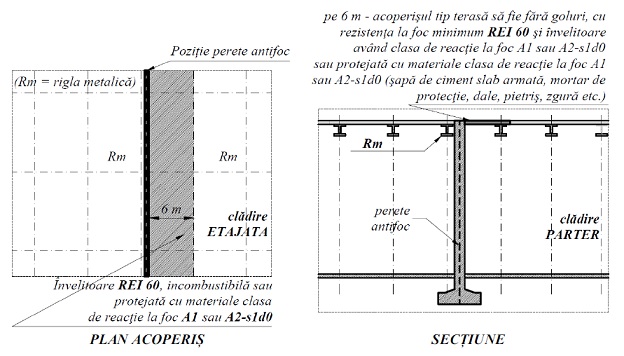 Poziție perete antifoc
(Rm = rigla metalică)
Rm
Rm
6 m
clădire
ETAJATA
Învelitoare REI 60, incombustibilă sau
protejată cu materiale clasa
de reacție la foc A1 sau A2-s1d0
PLAN ACOPERIȘ
pe 6 m - acoperișul tip terasă să fie fără goluri, cu
rezistența la foc minimum REI 60 și învelitoare
având clasa de reacție la foc A1 sau A2-s1d0
sau protejată cu materiale clasa de reacție la foc A1
sau A2-s1d0 (șapă de ciment slab armată, mortar de
protecție, dale, pietriș, zgură etc.)
Rm
perete
antifoc
clădire
PARTER
SECȚIUNE